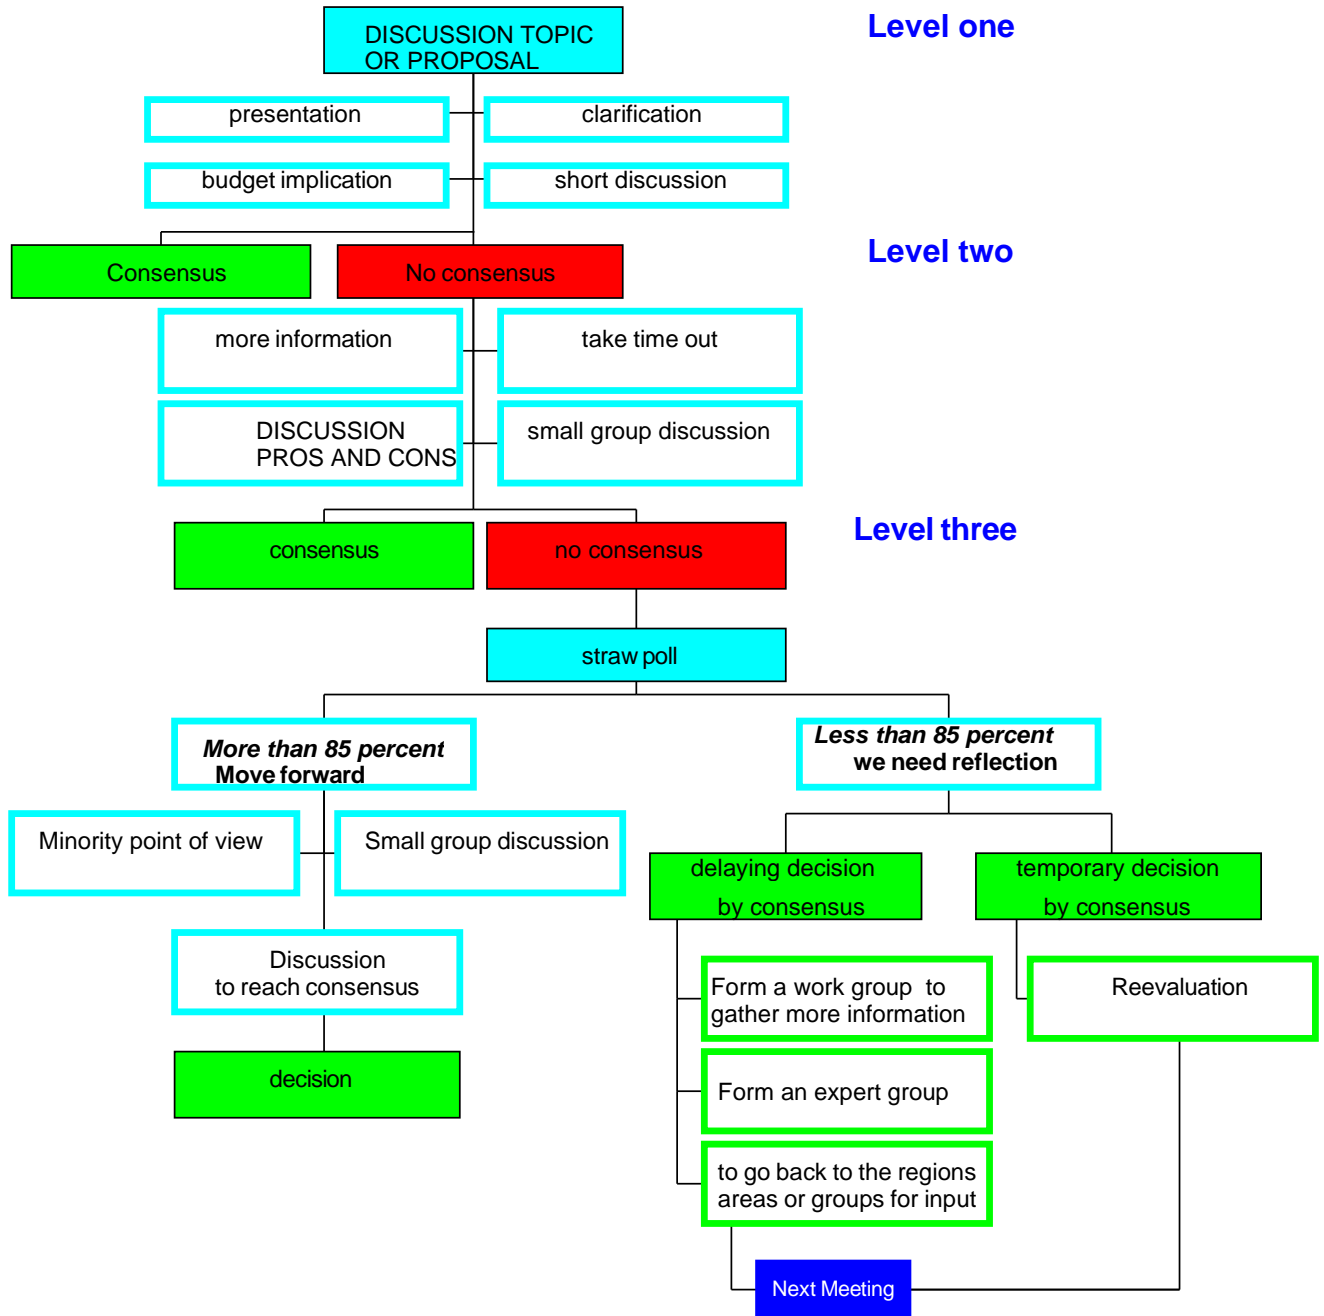 DISCUSSION TOPIC
OR PROPOSAL
Level one
presentation
clarification
budget implication
short discussion
Level two
Consensus
No consensus
more information
take time out
DISCUSSION
PROS AND CONS
small group discussion
Level three
consensus
no consensus
straw poll
More than 85 percent
Move forward
Less than 85 percent
we need reflection
Minority point of view
Small group discussion
delaying decision
by consensus
temporary decision
by consensus
Discussion
to reach consensus
Form a work group to
gather more information
Reevaluation
decision
Form an expert group
to go back to the regions
areas or groups for input
Next Meeting